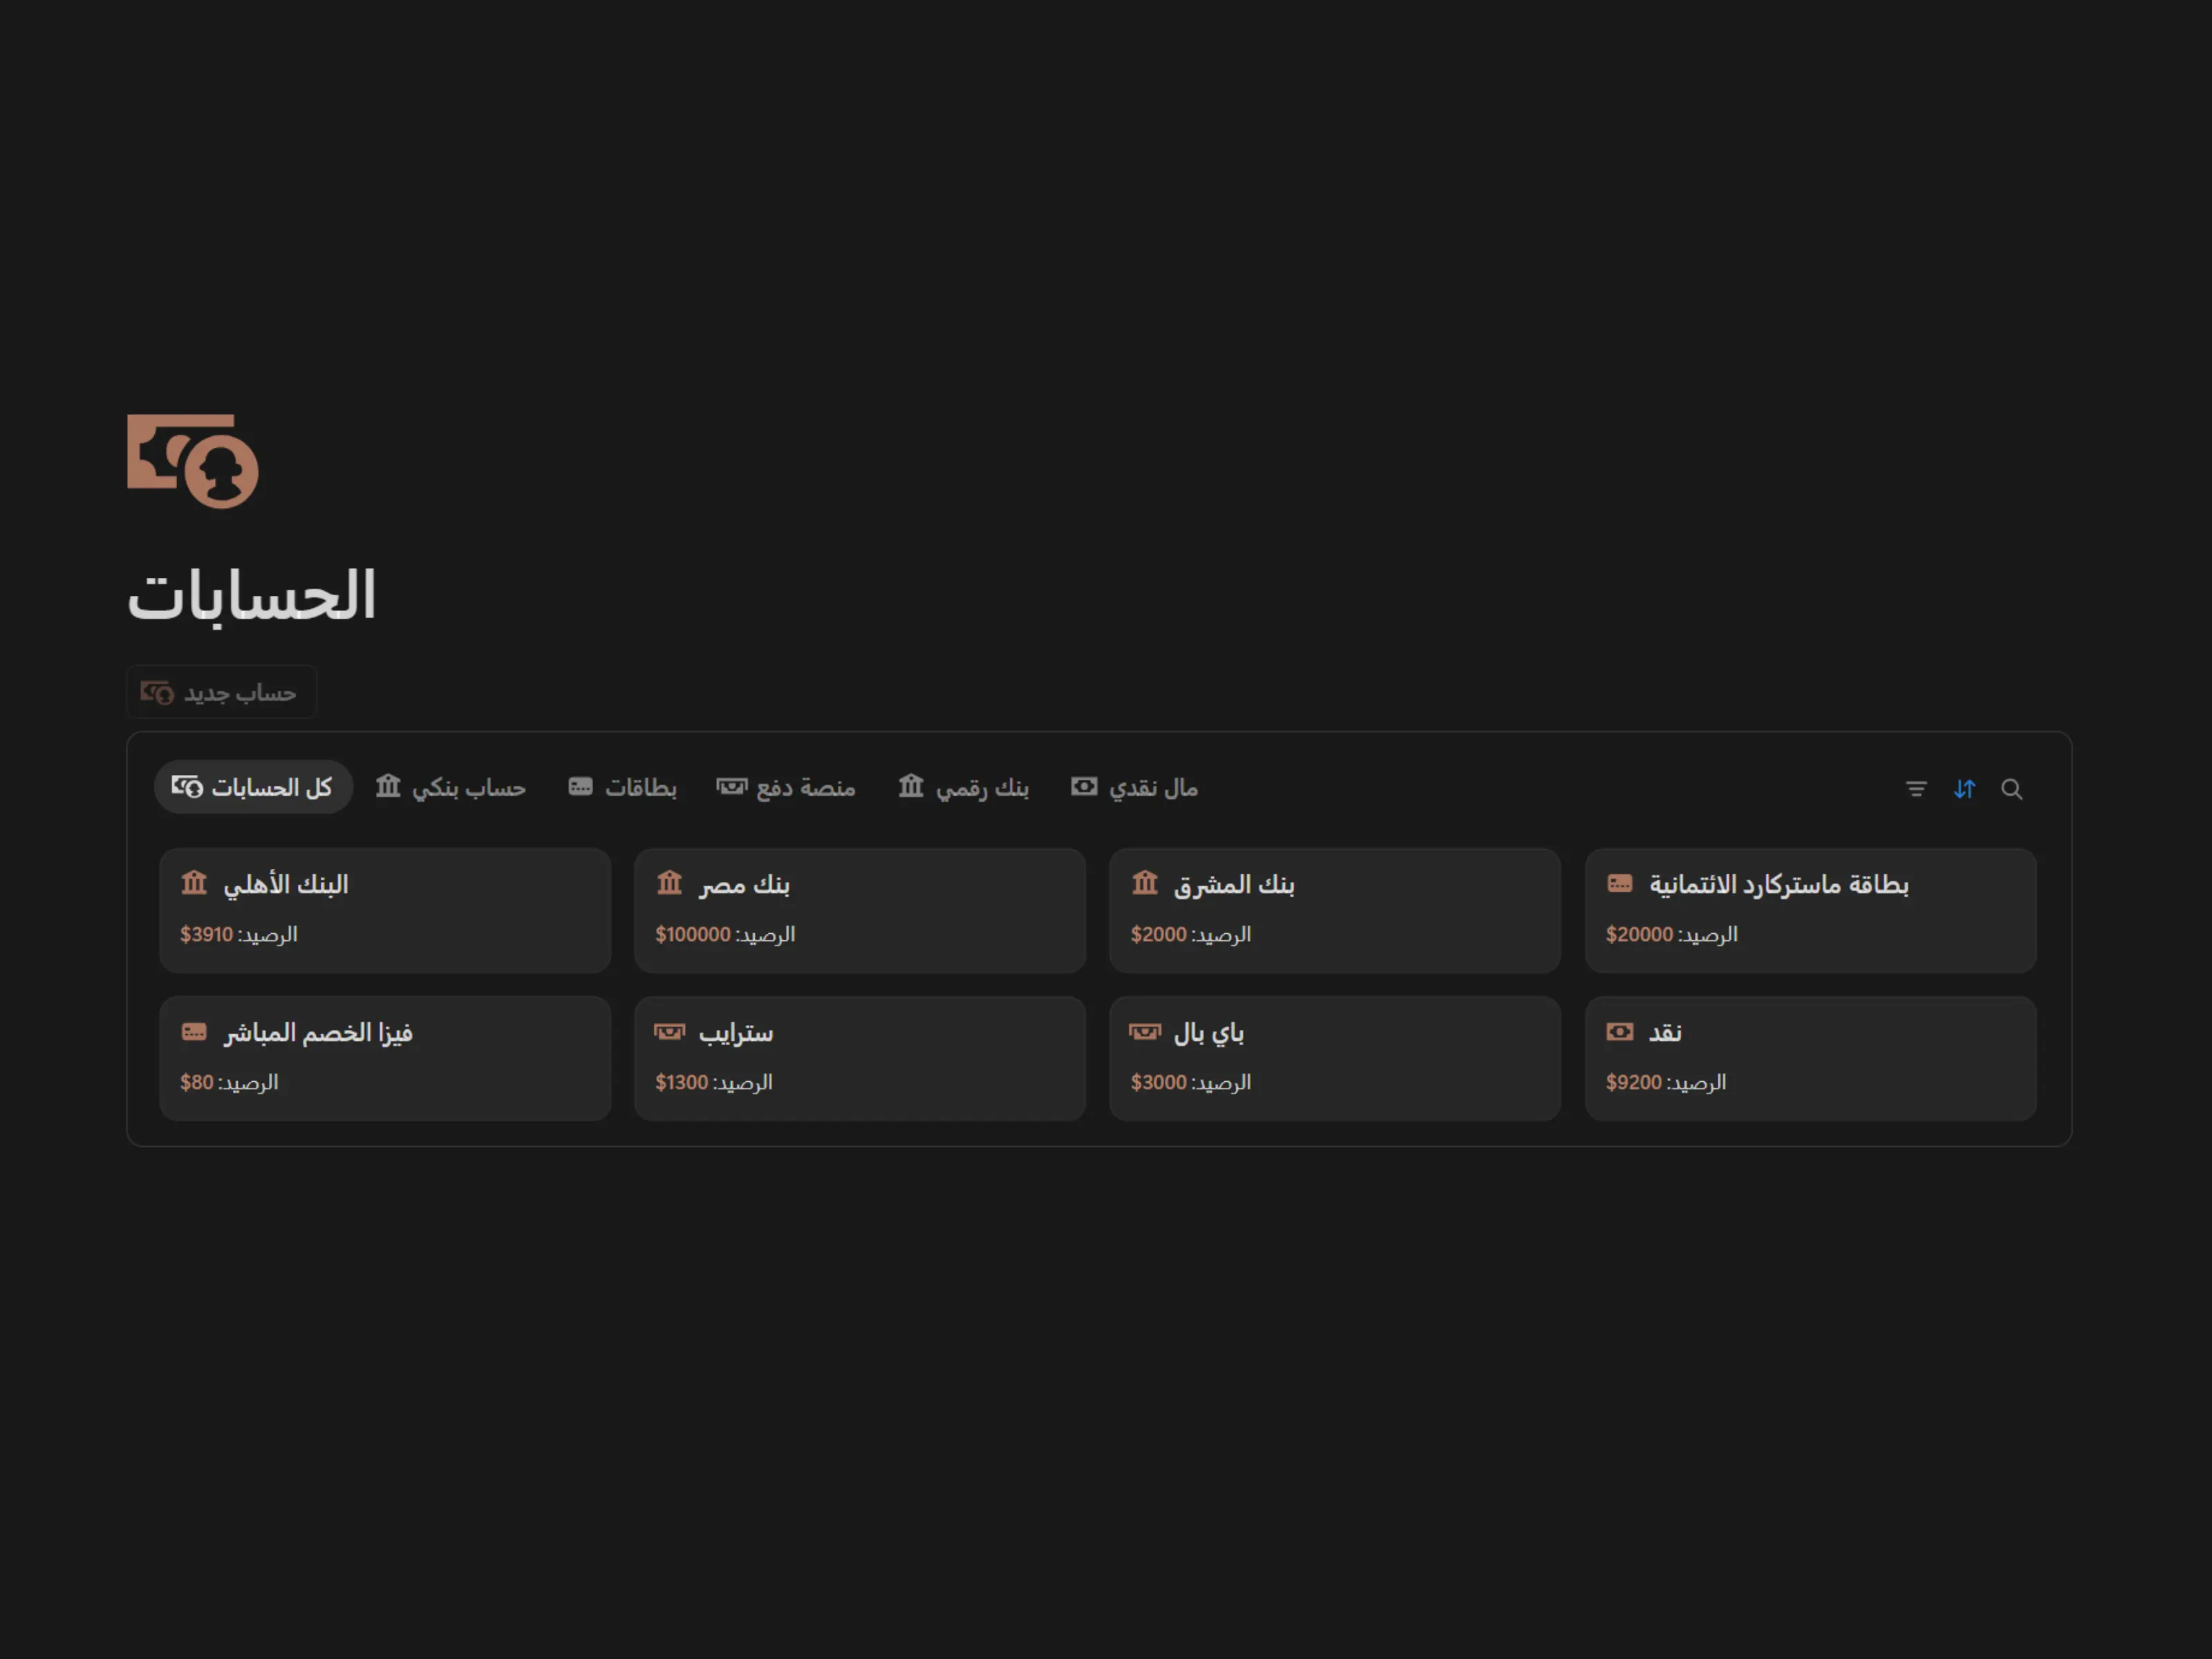 الحسابات
حساب جديد
كل الحسابات
حساب بنكي
بطاقات
منصة دفع
بنك رقمي
مال نقدي
البنك الأهلي
الرصيد: $3910
بنك مصر
الرصيد: $100000
بنك المشرق
الرصيد: $2000
بطاقة ماستركارد الائتمانية
الرصيد: $20000
فيزا الخصم المباشر
الرصيد: $80
سترايب
الرصيد: $1300
باي بال
الرصيد: $3000
نقد
الرصيد: $9200